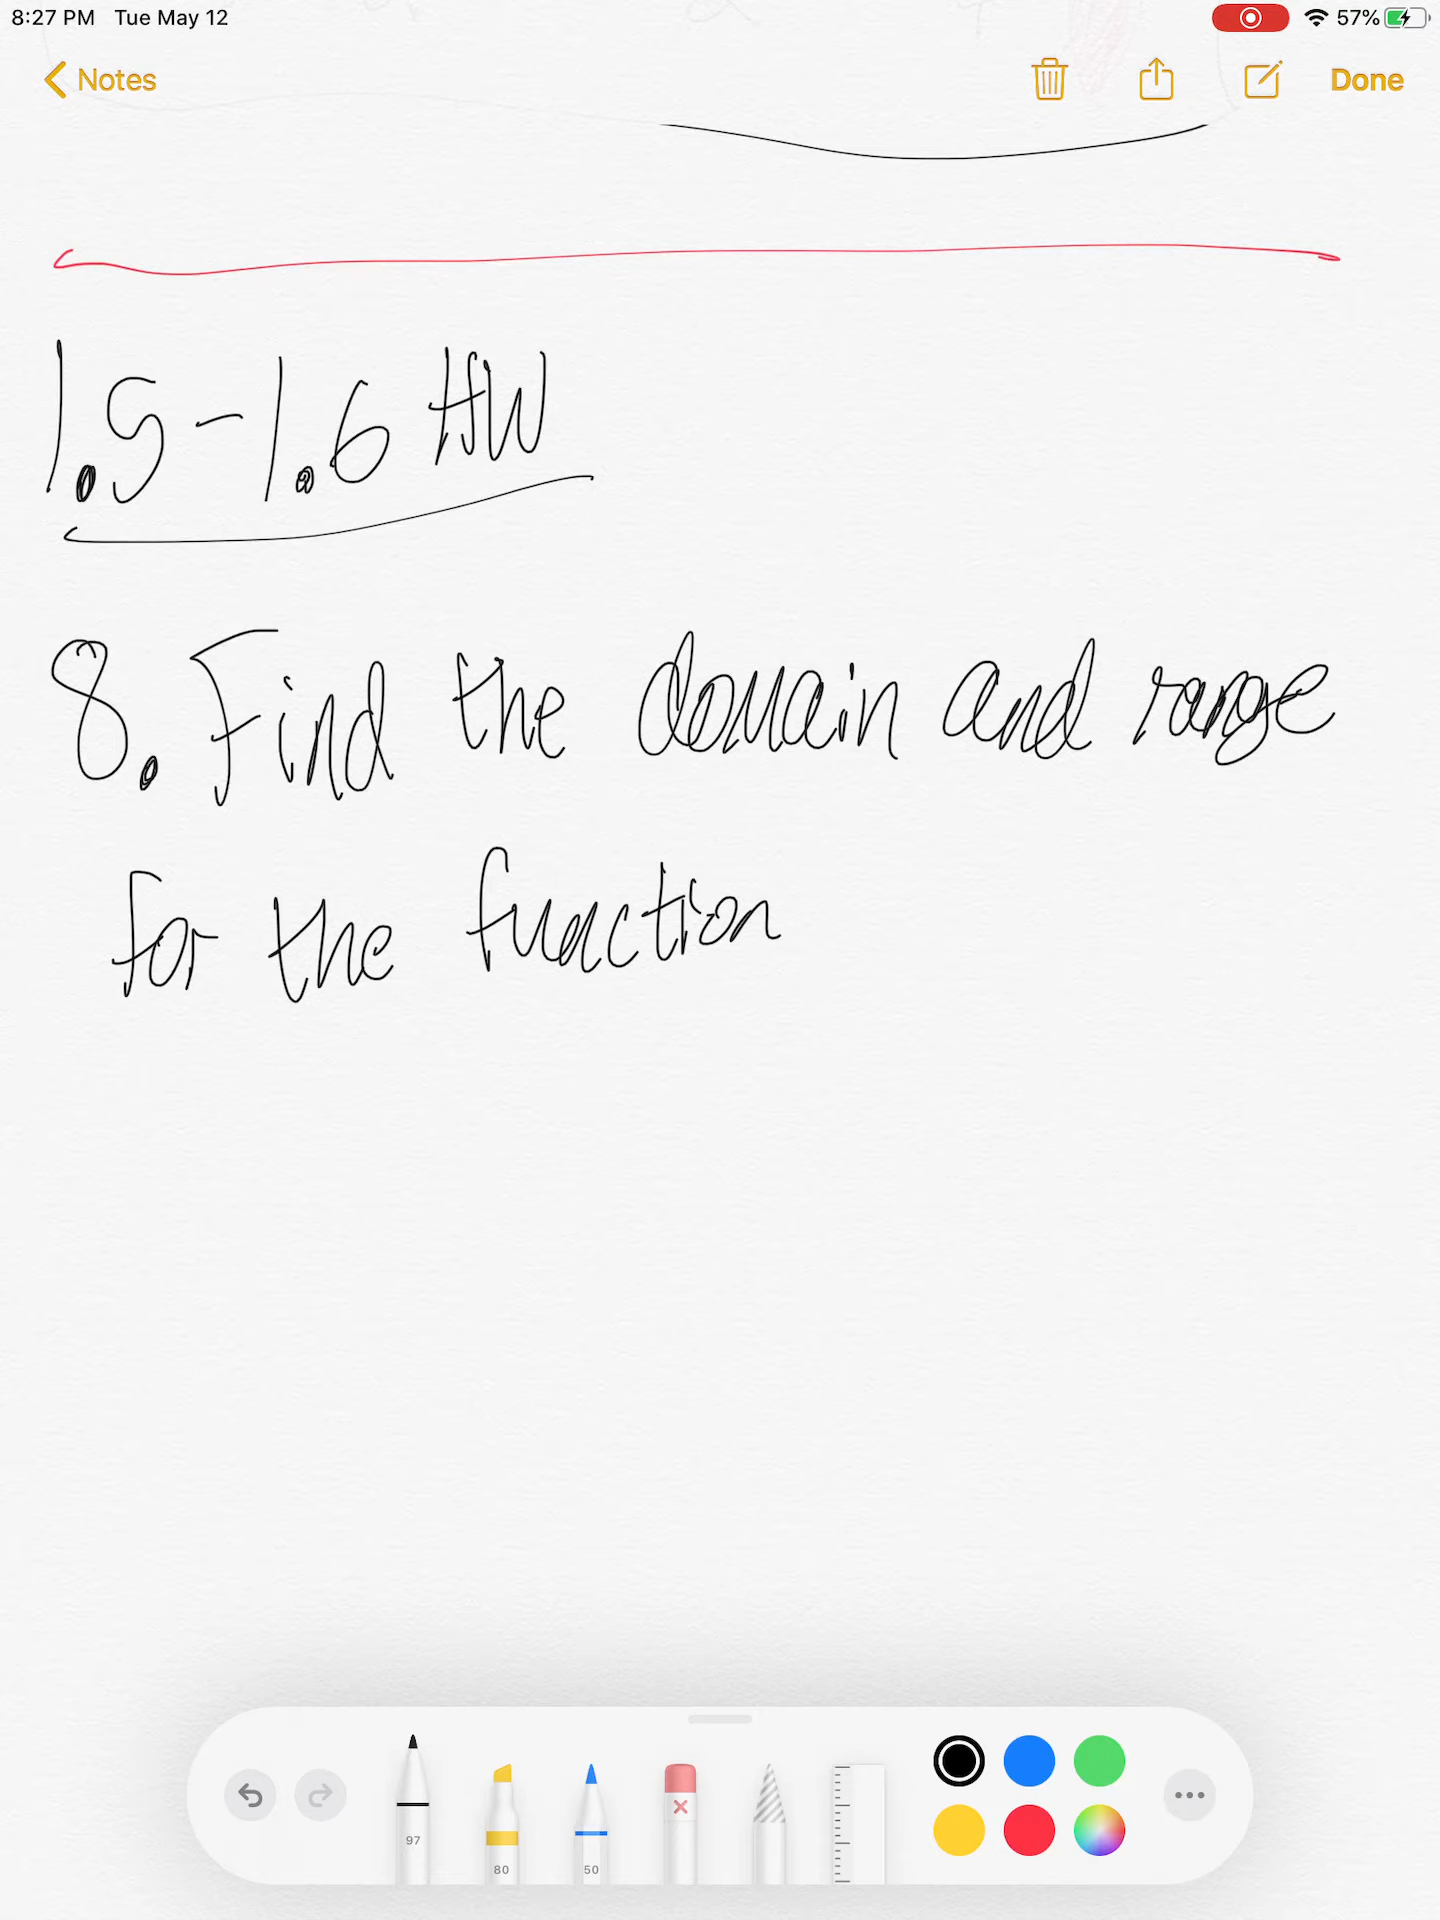 8:27 PM Tue May 12 57%
Notes Done
1.5-1.6 HW
8. Find the domain and range
for the function
97 80 50